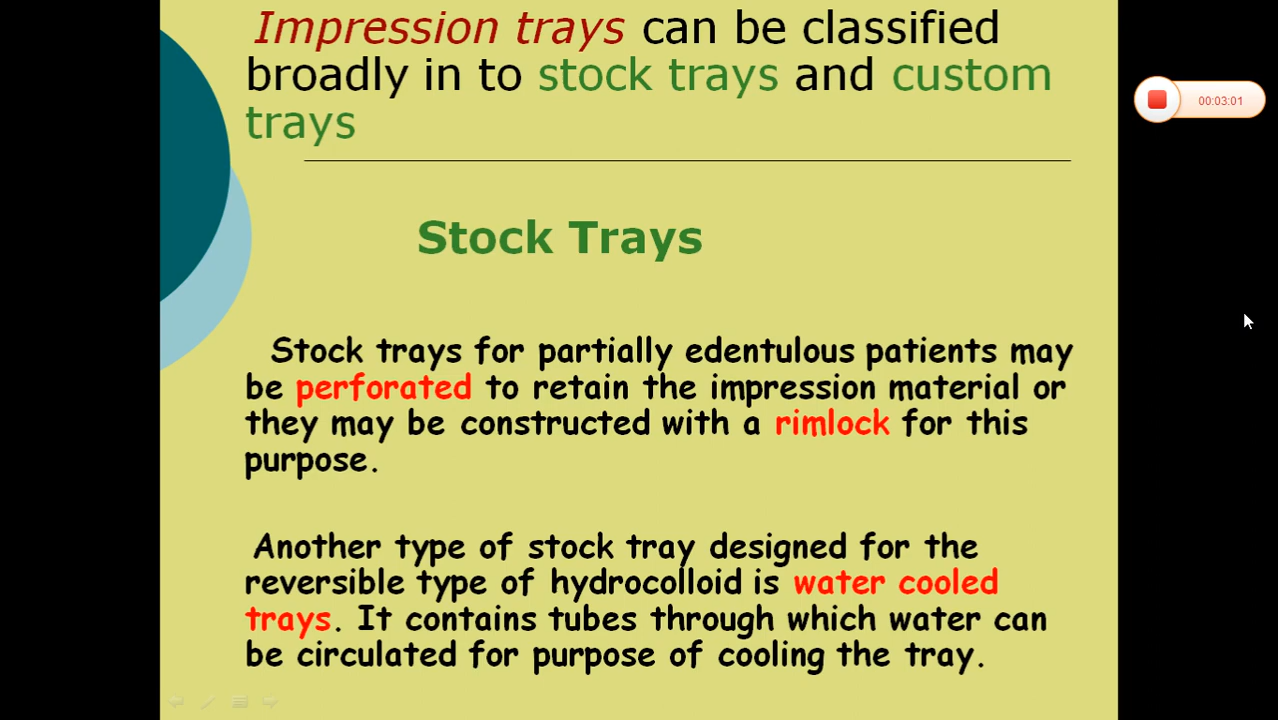 Impression trays can be classified
broadly in to stock trays and custom
trays
00:03:01
Stock Trays
Stock trays for partially edentulous patients may
be perforated to retain the impression material or
they may be constructed with a rimlock for this
purpose.
Another type of stock tray designed for the
reversible type of hydrocolloid is water cooled
trays. It contains tubes through which water can
be circulated for purpose of cooling the tray.